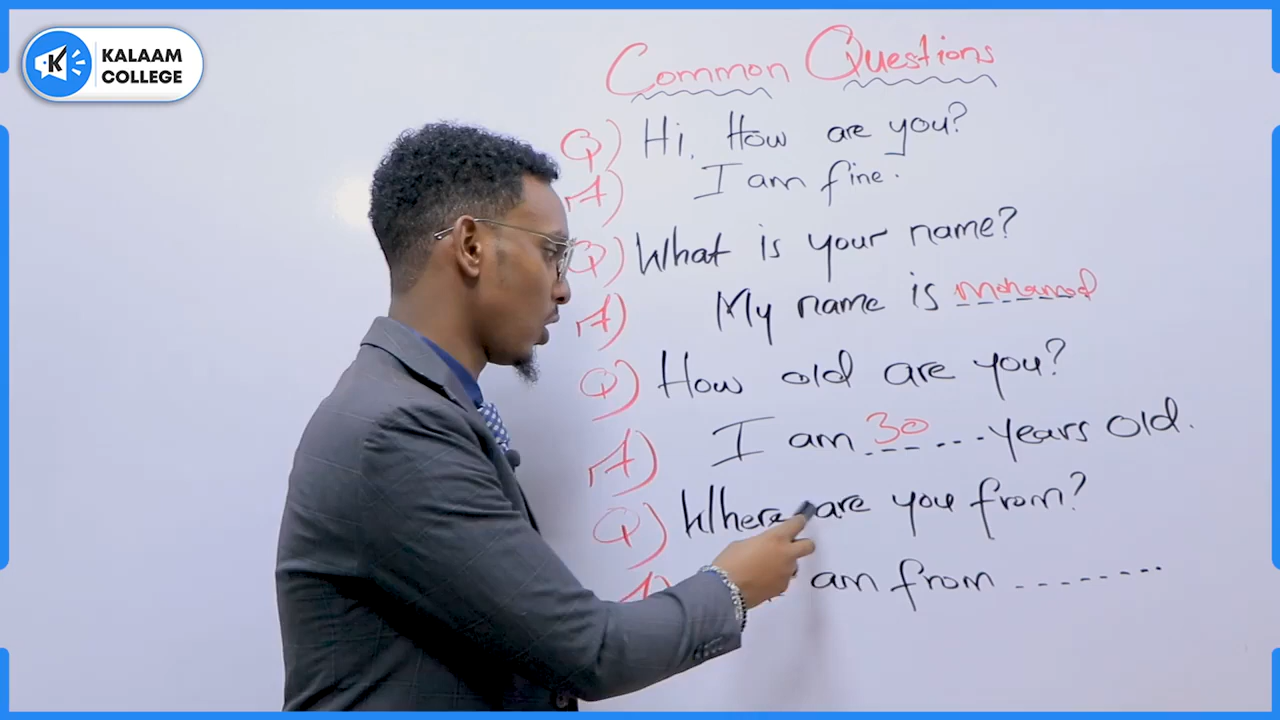 KALAAM
COLLEGE
Common Questions
Q) Hi, How are you?
A) I am fine.
Q) What is your name?
A) My name is mohamed
Q) How old are you?
A) I am 30 years old.
Q) Where are you from?
A) am from --------